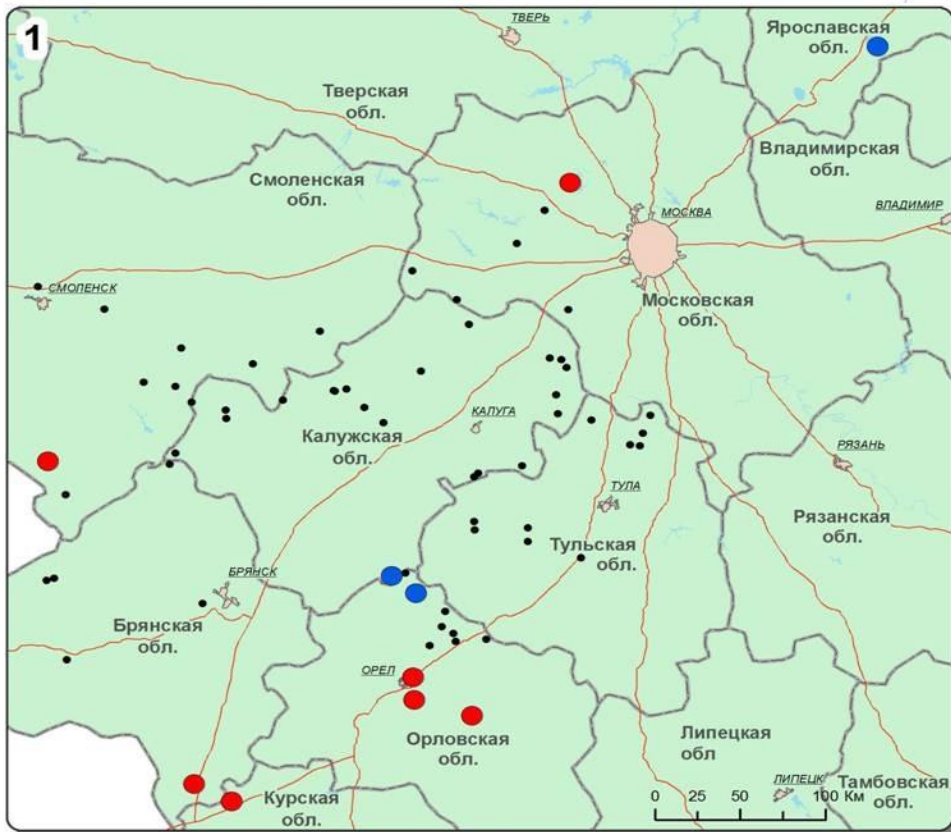 1
ТВЕРЬ
Ярославская
обл.
Тверская
обл.
Владимирская
обл.
Смоленская
обл.
МОСКВА
ВЛАДИМИР
СМОЛЕНСК
Московская
обл.
КАЛУГА
Калужская
обл.
РЯЗАНЬ
ТУЛА
Рязанская
обл.
Тульская
обл.
БРЯНСК
Брянская
обл.
ОРЕЛ
Орловская
обл.
Липецкая
обл
Курская
обл.
ЛИПЕЦК
Тамбовская
обл.
0 25 50 100 Км